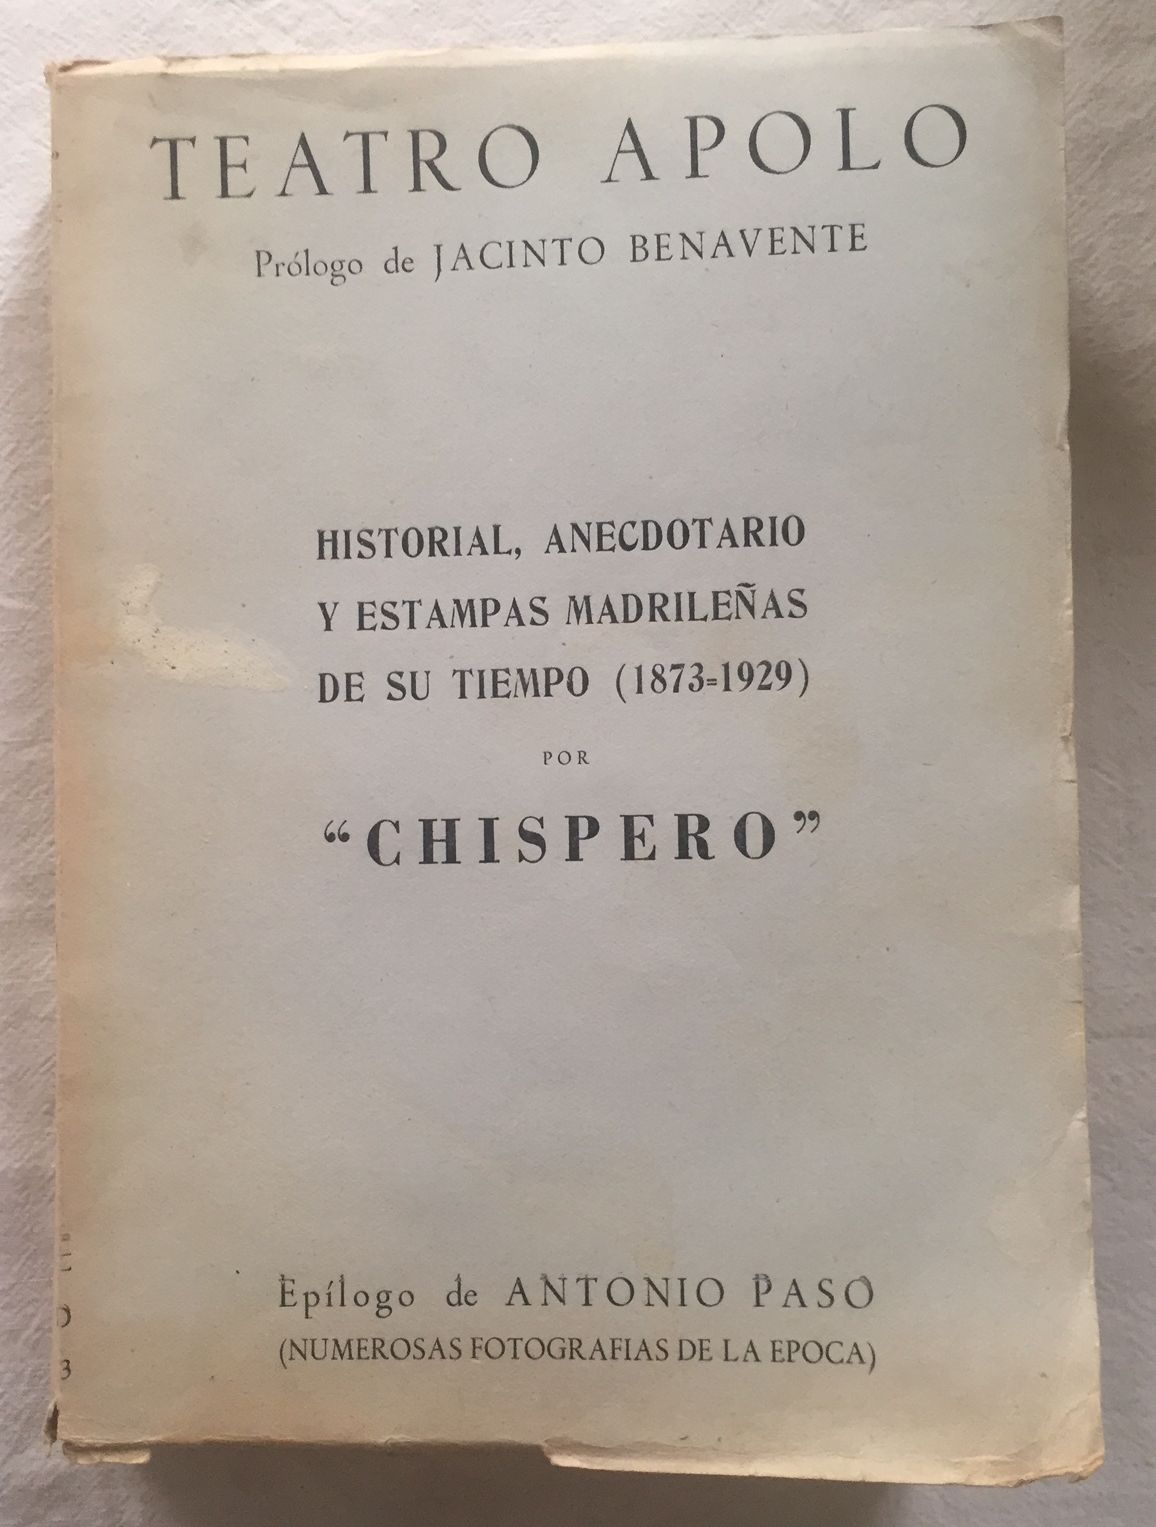 TEATRO APOLO
Prólogo de JACINTO BENAVENTE
HISTORIAL, ANECDOTARIO
Y ESTAMPAS MADRILEÑAS
DE SU TIEMPO (1873=1929)
POR
“CHISPERO”
Epílogo de ANTONIO PASO
(NUMEROSAS FOTOGRAFIAS DE LA EPOCA)